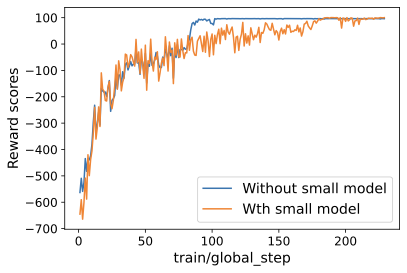 100
0
−100
−200
−300
−400
−500
−600
−700
Reward scores
Without small model
Wth small model
0 50 100 150 200
train/global_step